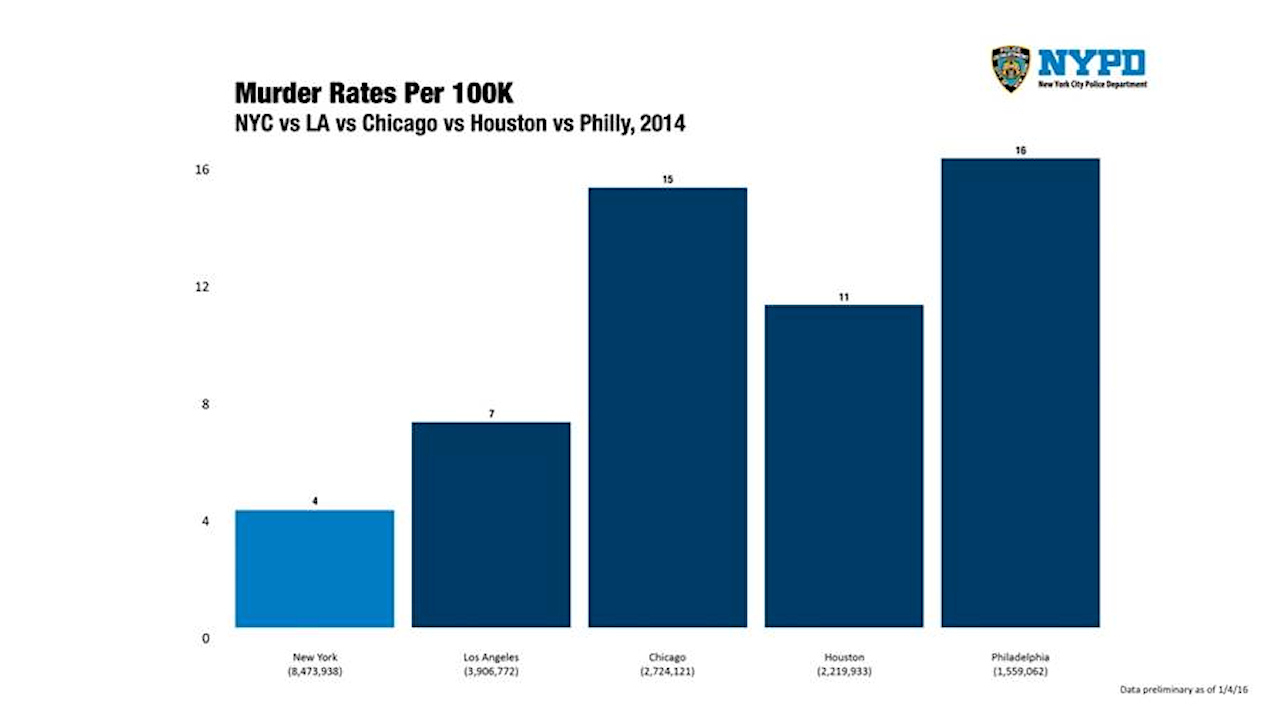 POLICE DEPARTMENT
NYPD
New York City Police Department
Murder Rates Per 100K
NYC vs LA vs Chicago vs Houston vs Philly, 2014
16
12
8
4
0
4
7
15
11
16
New York
(8,473,938)
Los Angeles
(3,906,772)
Chicago
(2,724,121)
Houston
(2,219,933)
Philadelphia
(1,559,062)
Data preliminary as of 1/4/16